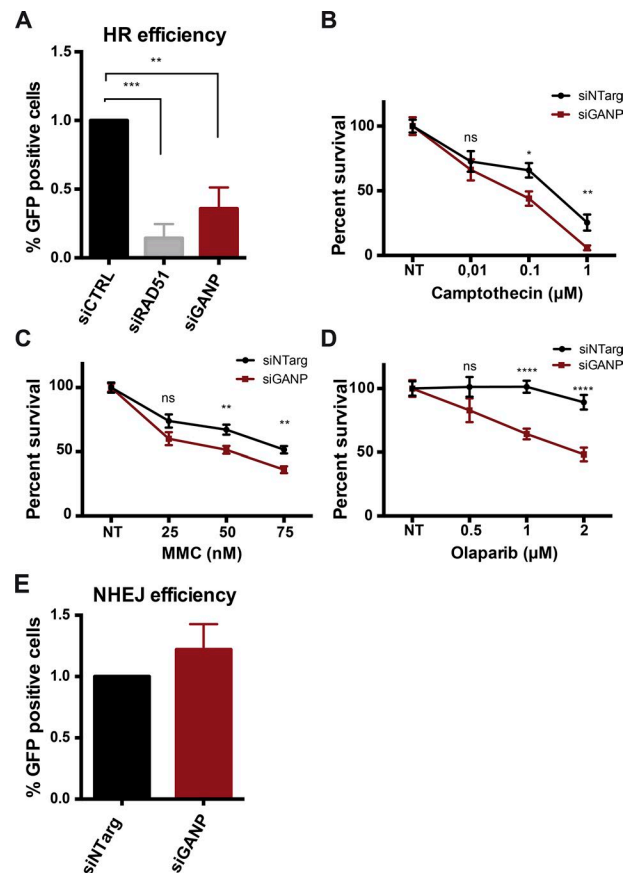 A
HR efficiency
% GFP positive cells
1.5
1.0
0.5
0.0
**
***
siCTRL
siRAD51
siGANP
B
siNTarg
siGANP
Percent survival
100
50
0
ns
*
**
NT
0,01
0.1
1
Camptothecin (µM)
C
siNTarg
siGANP
Percent survival
100
50
0
ns
**
**
NT
25
50
75
MMC (nM)
D
siNTarg
siGANP
Percent survival
100
50
0
ns
****
****
NT
0.5
1
2
Olaparib (µM)
E
NHEJ efficiency
% GFP positive cells
1.5
1.0
0.5
0.0
siNTarg
siGANP